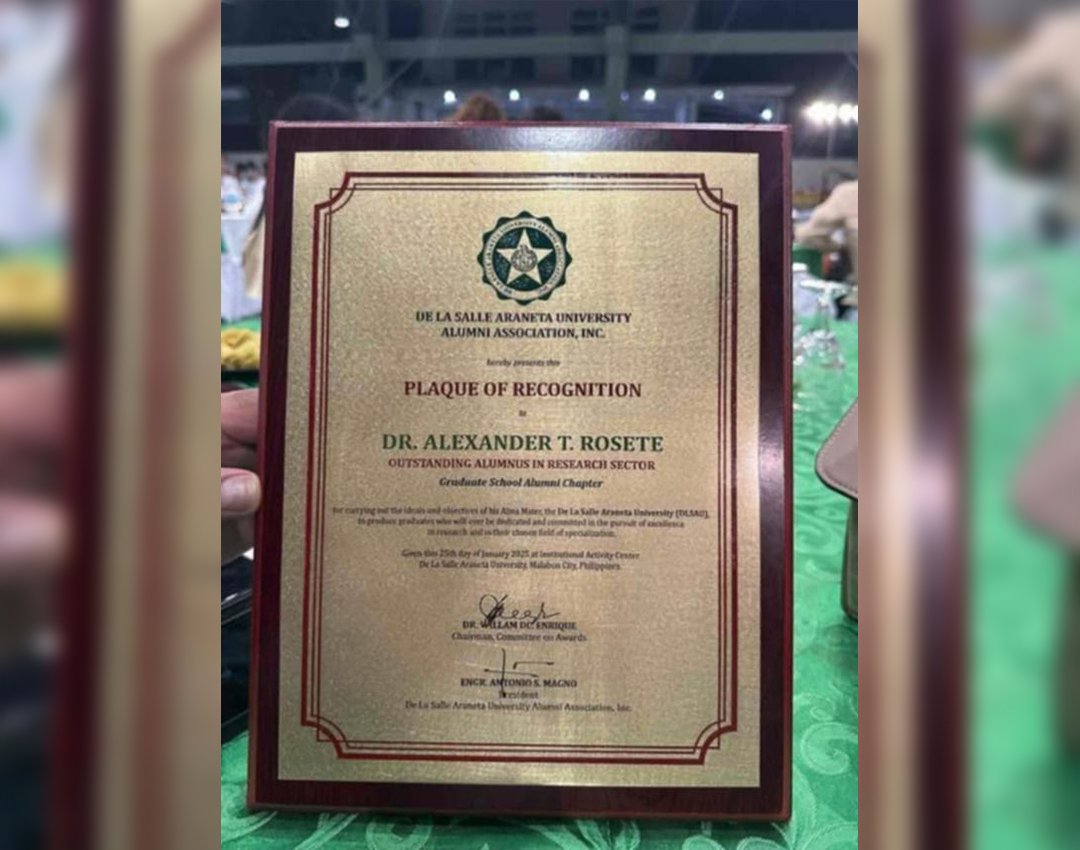 DE LA SALLE ARANETA UNIVERSITY
ALUMNI ASSOCIATION, INC.
hereby presents this
PLAQUE OF RECOGNITION
to
DR. ALEXANDER T. ROSETE
OUTSTANDING ALUMNUS IN RESEARCH SECTOR
Graduate School Alumni Chapter
for carrying out the ideals and objectives of his Alma Mater, the De La Salle Araneta University (DLSAU),
to produce graduates who will ever be dedicated and committed in the pursuit of excellence
in research and in their chosen field of specialization.
Given this 25th day of January 2025 at Institutional Activity Center
De La Salle Araneta University, Malabon City, Philippines.
DR. WILLAM DC. ENRIQUE
Chairman, Committee on Awards
ENGR. ANTONIO S. MAGNO
President
De La Salle Araneta University Alumni Association, Inc.